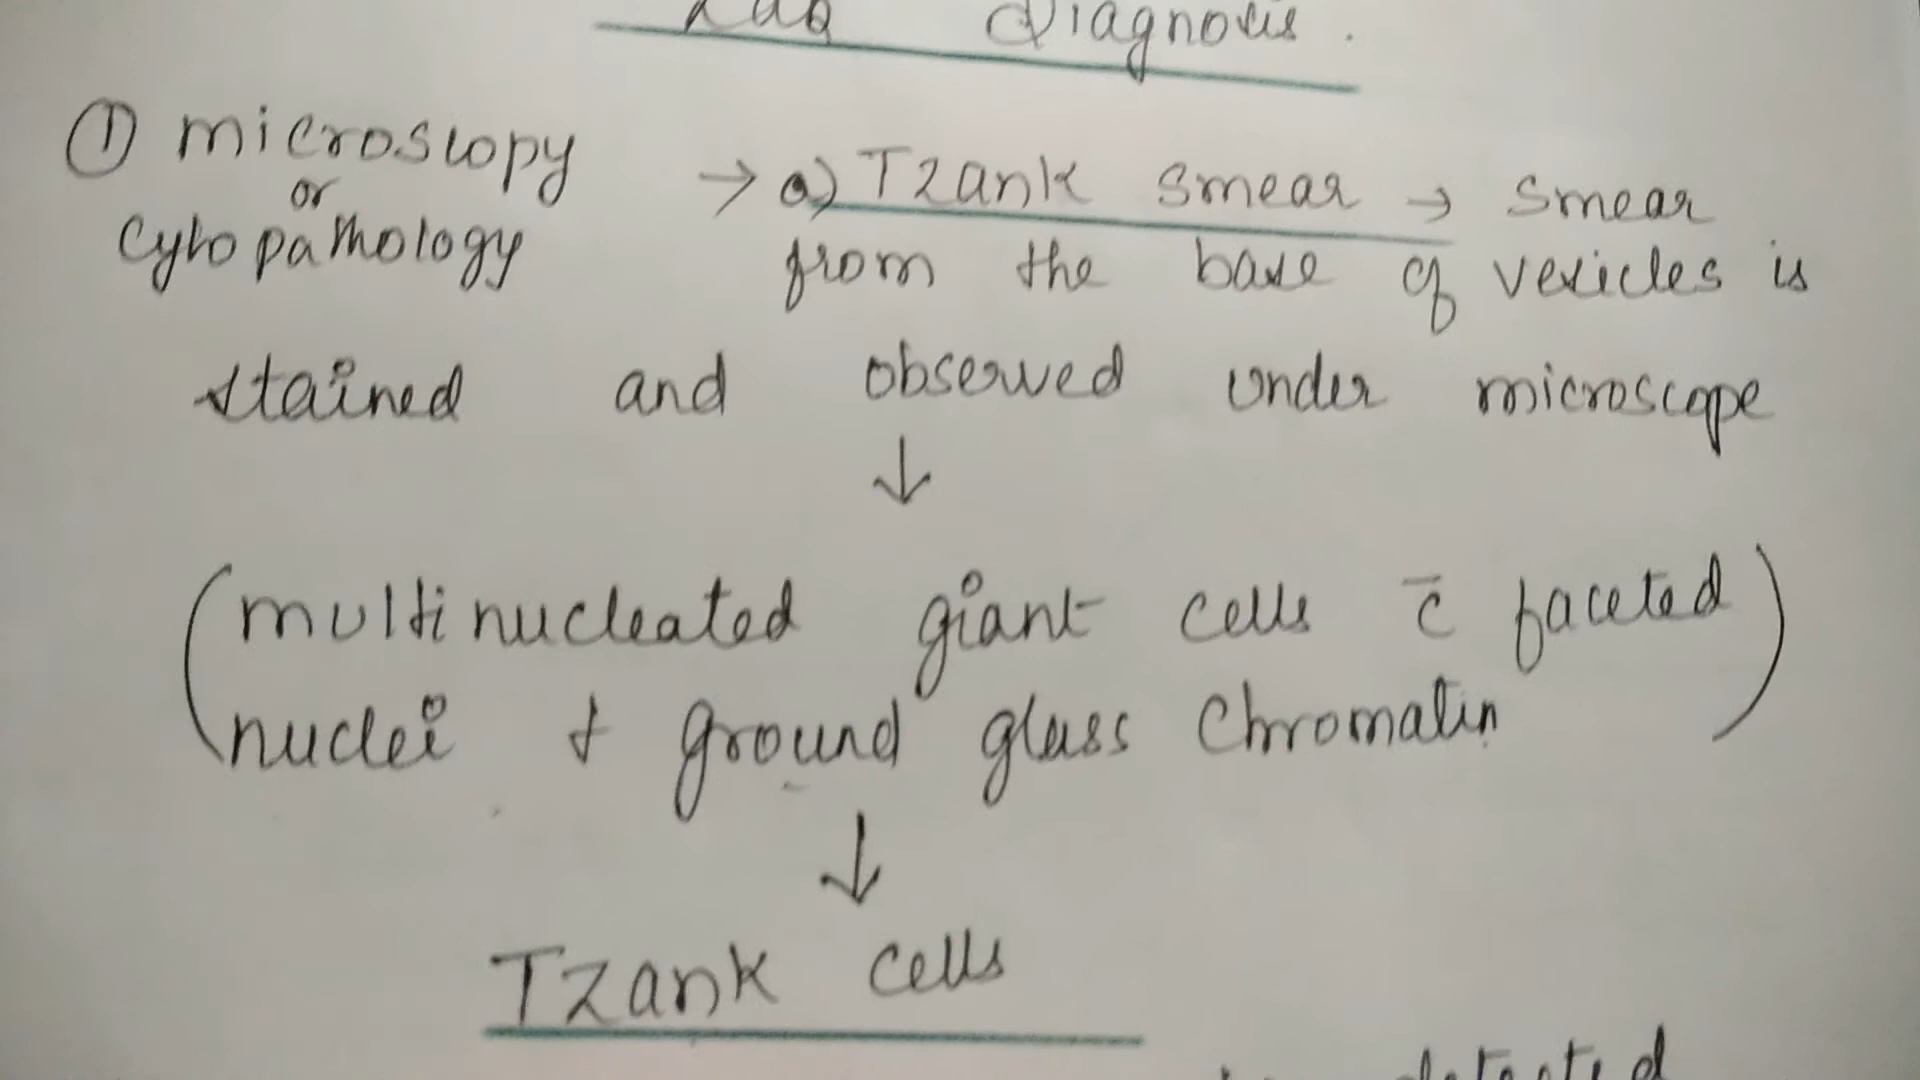 Lab Diagnosis.
① microscopy
or
cytopathology
→ a) Tzank smear → smear
from the base of vesicles is
stained and observed under microscope
↓
(multinucleated giant cells c̄ faceted
nuclei + ground glass chromatin)
↓
Tzank cells
detected